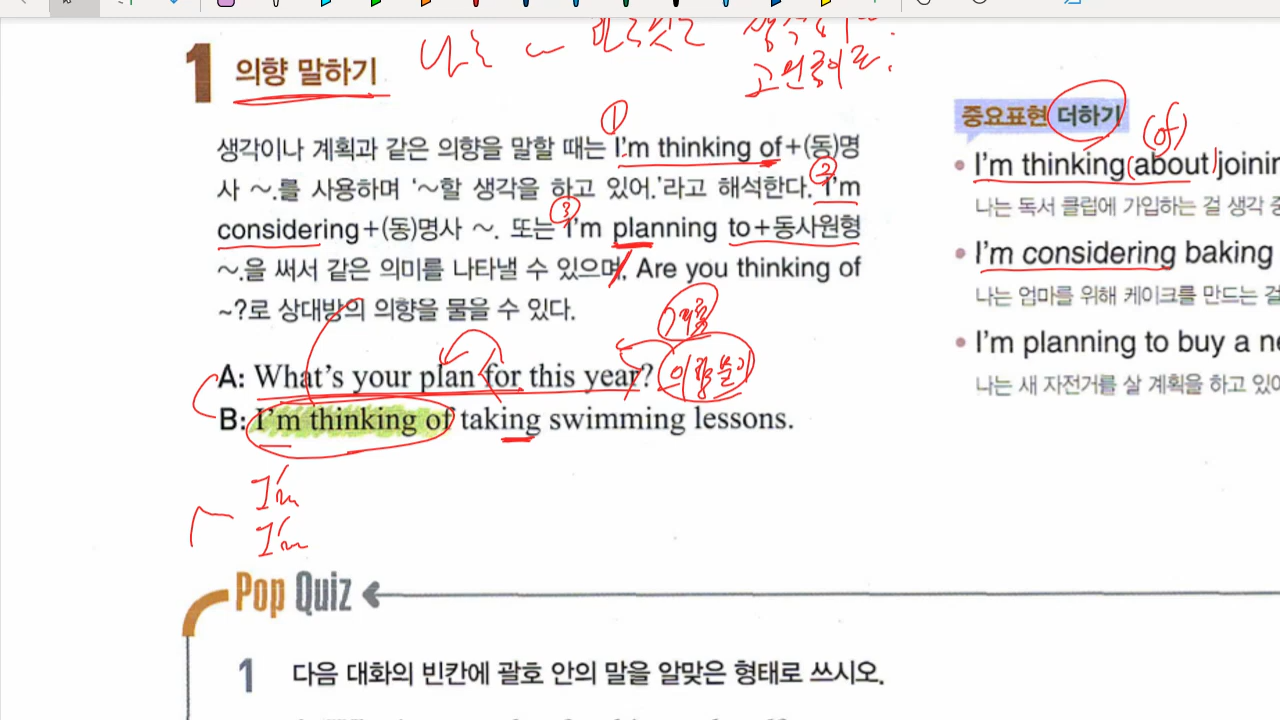 나는 ~
고민중이다.
1 의향 말하기
①
생각이나 계획과 같은 의향을 말할 때는 I'm thinking of+(동)명
사 ~.를 사용하며 '~할 생각을 하고 있어.'라고 해석한다. ② I'm
considering+(동)명사 ~. 또는 ③ I'm planning to+동사원형
~.을 써서 같은 의미를 나타낼 수 있으며, Are you thinking of
~?로 상대방의 의향을 물을 수 있다.
A: What's your plan for this year? 의향 묻기
B: I'm thinking of taking swimming lessons.
I'm
I'm
중요표현 더하기
(of)
• I'm thinking (about) joinin
나는 독서 클럽에 가입하는 걸 생각 중
• I'm considering baking
나는 엄마를 위해 케이크를 만드는 걸
• I'm planning to buy a ne
나는 새 자전거를 살 계획을 하고 있어
Pop Quiz
1 다음 대화의 빈칸에 괄호 안의 말을 알맞은 형태로 쓰시오.